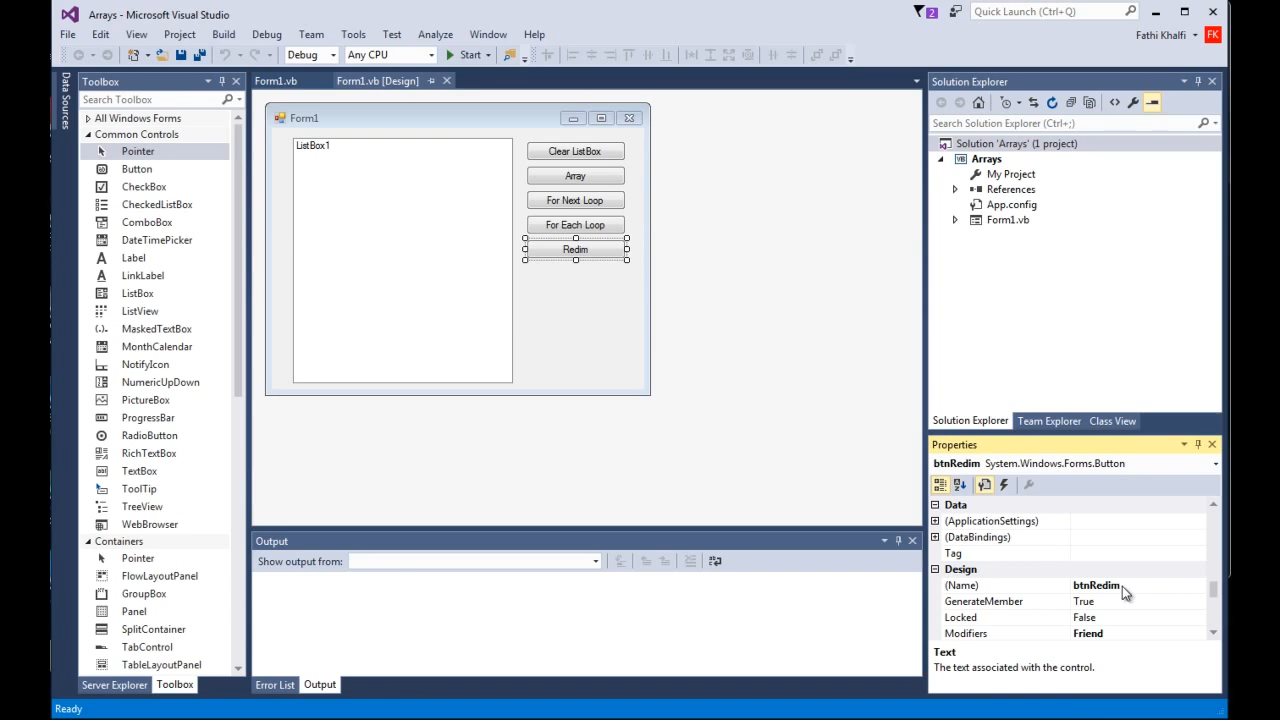 Arrays - Microsoft Visual Studio
2
Quick Launch (Ctrl+Q)
File Edit View Project Build Debug Team Tools Test Analyze Window Help
Fathi Khalfi
FK
Debug
Any CPU
Start
Data Sources
Toolbox
Search Toolbox
All Windows Forms
Common Controls
Pointer
Button
CheckBox
CheckedListBox
ComboBox
DateTimePicker
Label
LinkLabel
ListBox
ListView
MaskedTextBox
MonthCalendar
NotifyIcon
NumericUpDown
PictureBox
ProgressBar
RadioButton
RichTextBox
TextBox
ToolTip
TreeView
WebBrowser
Containers
Pointer
FlowLayoutPanel
GroupBox
Panel
SplitContainer
TabControl
TableLayoutPanel
Server Explorer Toolbox
Form1.vb
Form1.vb [Design]
Form1
ListBox1
Clear ListBox
Array
For Next Loop
For Each Loop
Redim
Output
Show output from:
Error List Output
Solution Explorer
Search Solution Explorer (Ctrl+;)
Solution 'Arrays' (1 project)
VB Arrays
My Project
References
App.config
Form1.vb
Solution Explorer Team Explorer Class View
Properties
btnRedim System.Windows.Forms.Button
Data
(ApplicationSettings)
(DataBindings)
Tag
Design
(Name) btnRedim
GenerateMember True
Locked False
Modifiers Friend
Text
The text associated with the control.
Ready